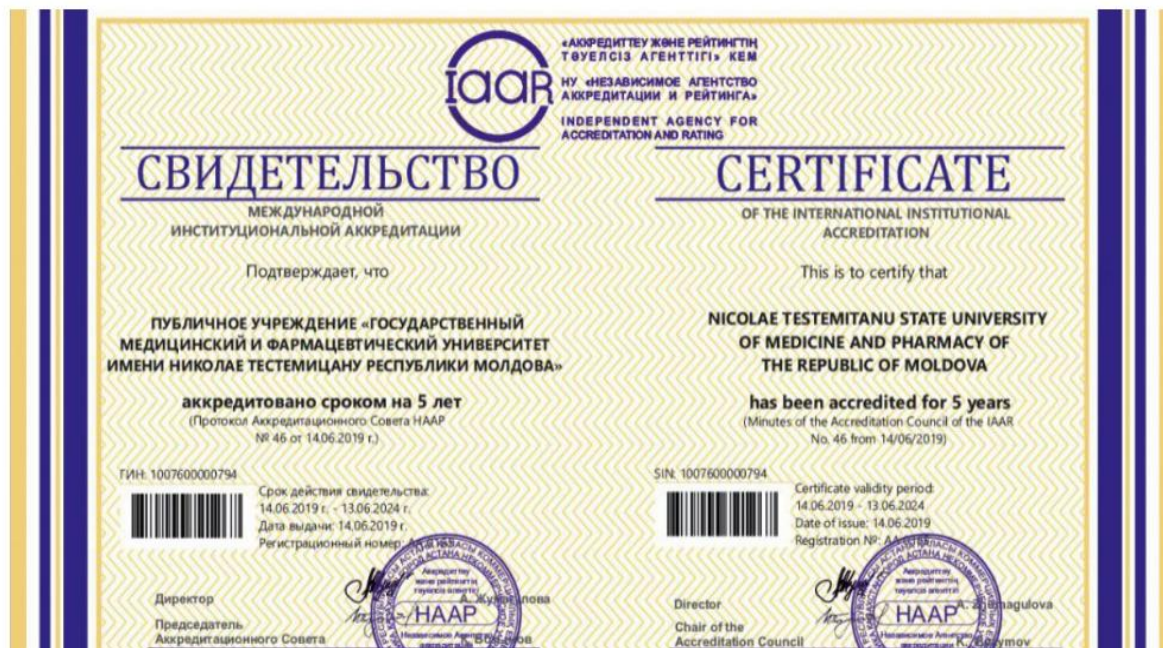 IAAR
«АККРЕДИТТЕУ ЖӘНЕ РЕЙТИНГТІҢ
ТӘУЕЛСІЗ АГЕНТТІГІ» КЕМ
НУ «НЕЗАВИСИМОЕ АГЕНТСТВО
АККРЕДИТАЦИИ И РЕЙТИНГА»
INDEPENDENT AGENCY FOR
ACCREDITATION AND RATING
СВИДЕТЕЛЬСТВО
МЕЖДУНАРОДНОЙ
ИНСТИТУЦИОНАЛЬНОЙ АККРЕДИТАЦИИ
Подтверждает, что
ПУБЛИЧНОЕ УЧРЕЖДЕНИЕ «ГОСУДАРСТВЕННЫЙ
МЕДИЦИНСКИЙ И ФАРМАЦЕВТИЧЕСКИЙ УНИВЕРСИТЕТ
ИМЕНИ НИКОЛАЕ ТЕСТЕМИЦАНУ РЕСПУБЛИКИ МОЛДОВА»
аккредитовано сроком на 5 лет
(Протокол Аккредитационного Совета НААР
№ 46 от 14.06.2019 г.)
ГИН: 1007600000794
Срок действия свидетельства:
14.06.2019 г. - 13.06.2024 г.
Дата выдачи: 14.06.2019 г.
Регистрационный номер:
Директор
Председатель
Аккредитационного Совета
НААР
CERTIFICATE
OF THE INTERNATIONAL INSTITUTIONAL
ACCREDITATION
This is to certify that
NICOLAE TESTEMITANU STATE UNIVERSITY
OF MEDICINE AND PHARMACY OF
THE REPUBLIC OF MOLDOVA
has been accredited for 5 years
(Minutes of the Accreditation Council of the IAAR
No. 46 from 14/06/2019)
SIN: 1007600000794
Certificate validity period:
14.06.2019 - 13.06.2024
Date of issue: 14.06.2019
Registration №:
Director
Chair of the
Accreditation Council
НААР